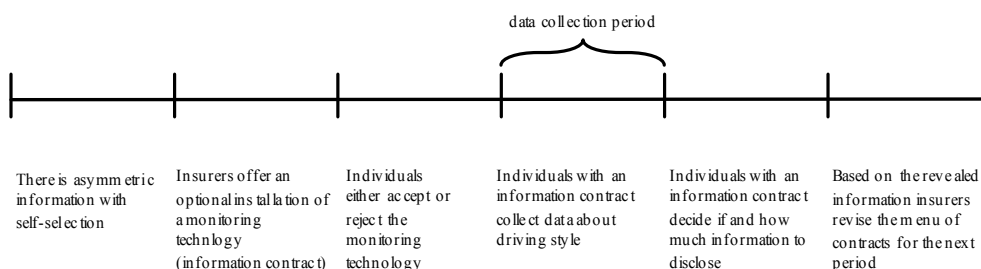 data collection period
There is asymmetric
information with
self-selection
Insurers offer an
optional installation of
a monitoring
technlogy
(information contract)
Individuals
either accept or
reject the
monitoring
technology
Individuals with an
information contract
collect data about
driving style
Individuals with an
information contract
decide if and how
much information to
disclose
Based on the revealed
information insurers
revise the menu of
contracts for the next
period